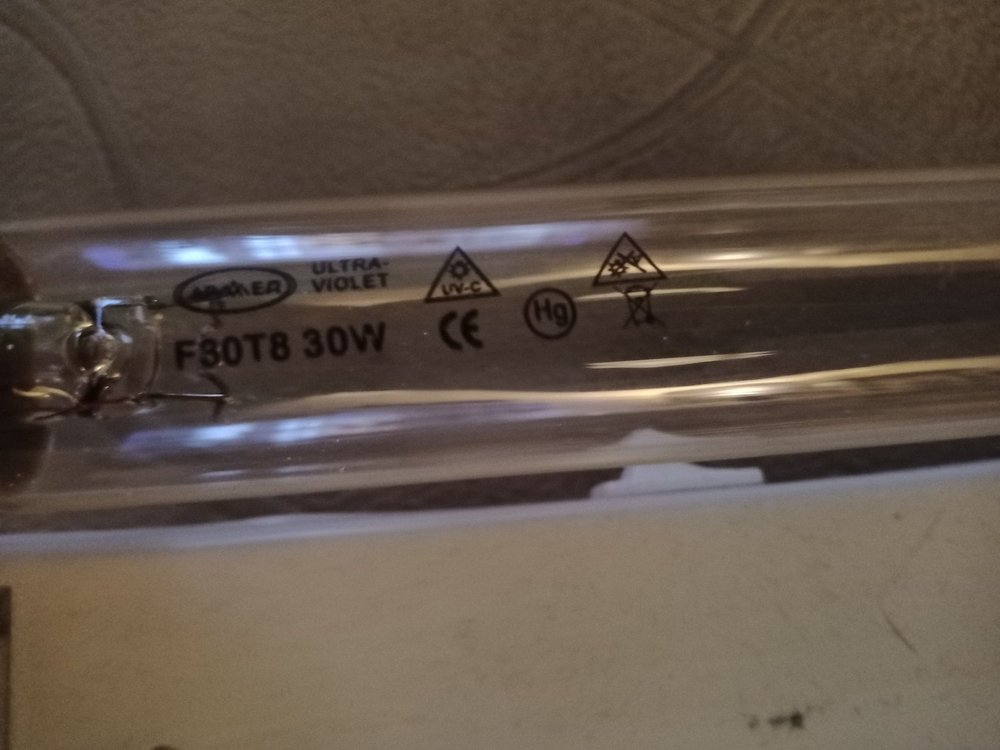 ULTRA-
VIOLET
F30T8 30W
UV-C
CE
Hg